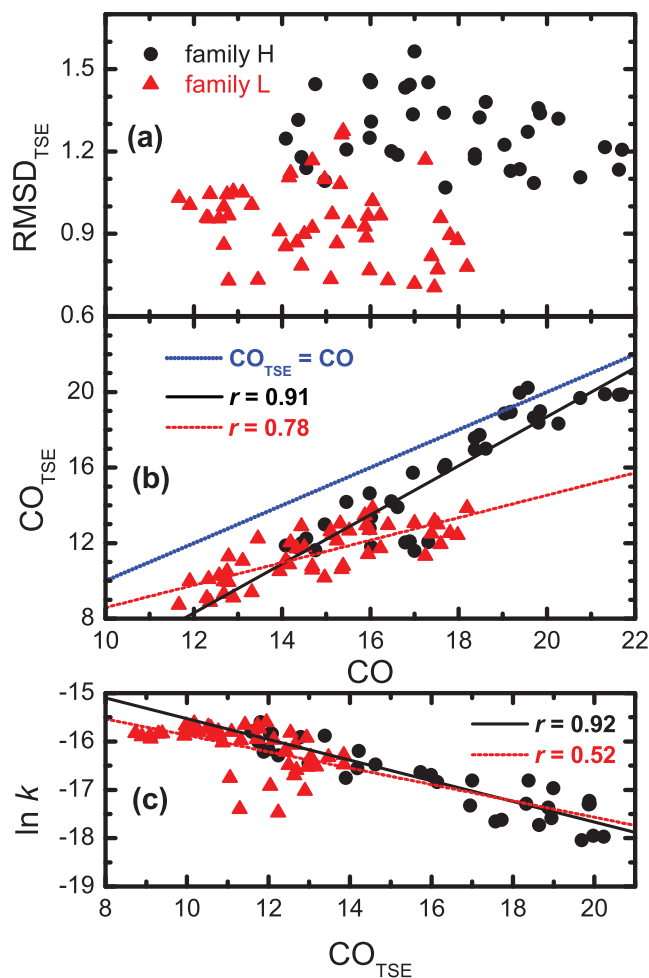 family H
family L
(a)
RMSD_TSE
1.5
1.2
0.9
0.6
CO_TSE = CO
r = 0.91
r = 0.78
(b)
CO_TSE
20
16
12
8
10 12 14 16 18 20 22
CO
-15
-16
-17
-18
-19
r = 0.92
r = 0.52
(c)
ln k
8 10 12 14 16 18 20
CO_TSE